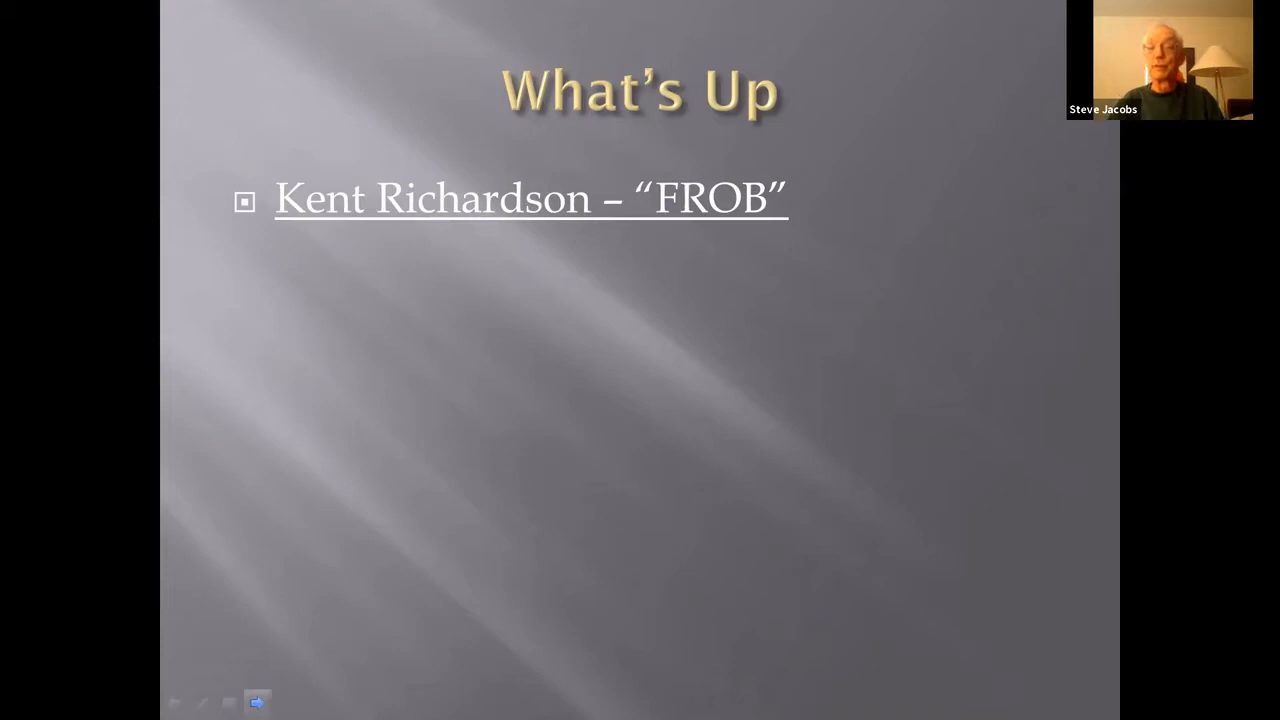 What’s Up
Kent Richardson – “FROB”
Steve Jacobs